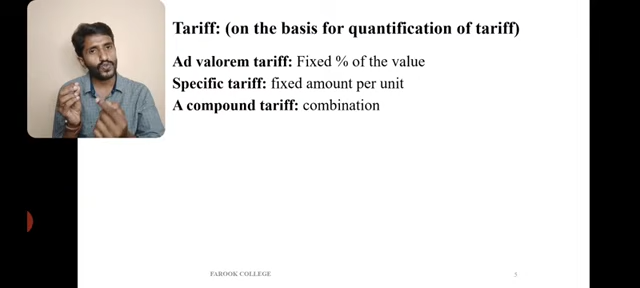 Tariff: (on the basis for quantification of tariff)
Ad valorem tariff: Fixed % of the value
Specific tariff: fixed amount per unit
A compound tariff: combination
FAROOK COLLEGE
5